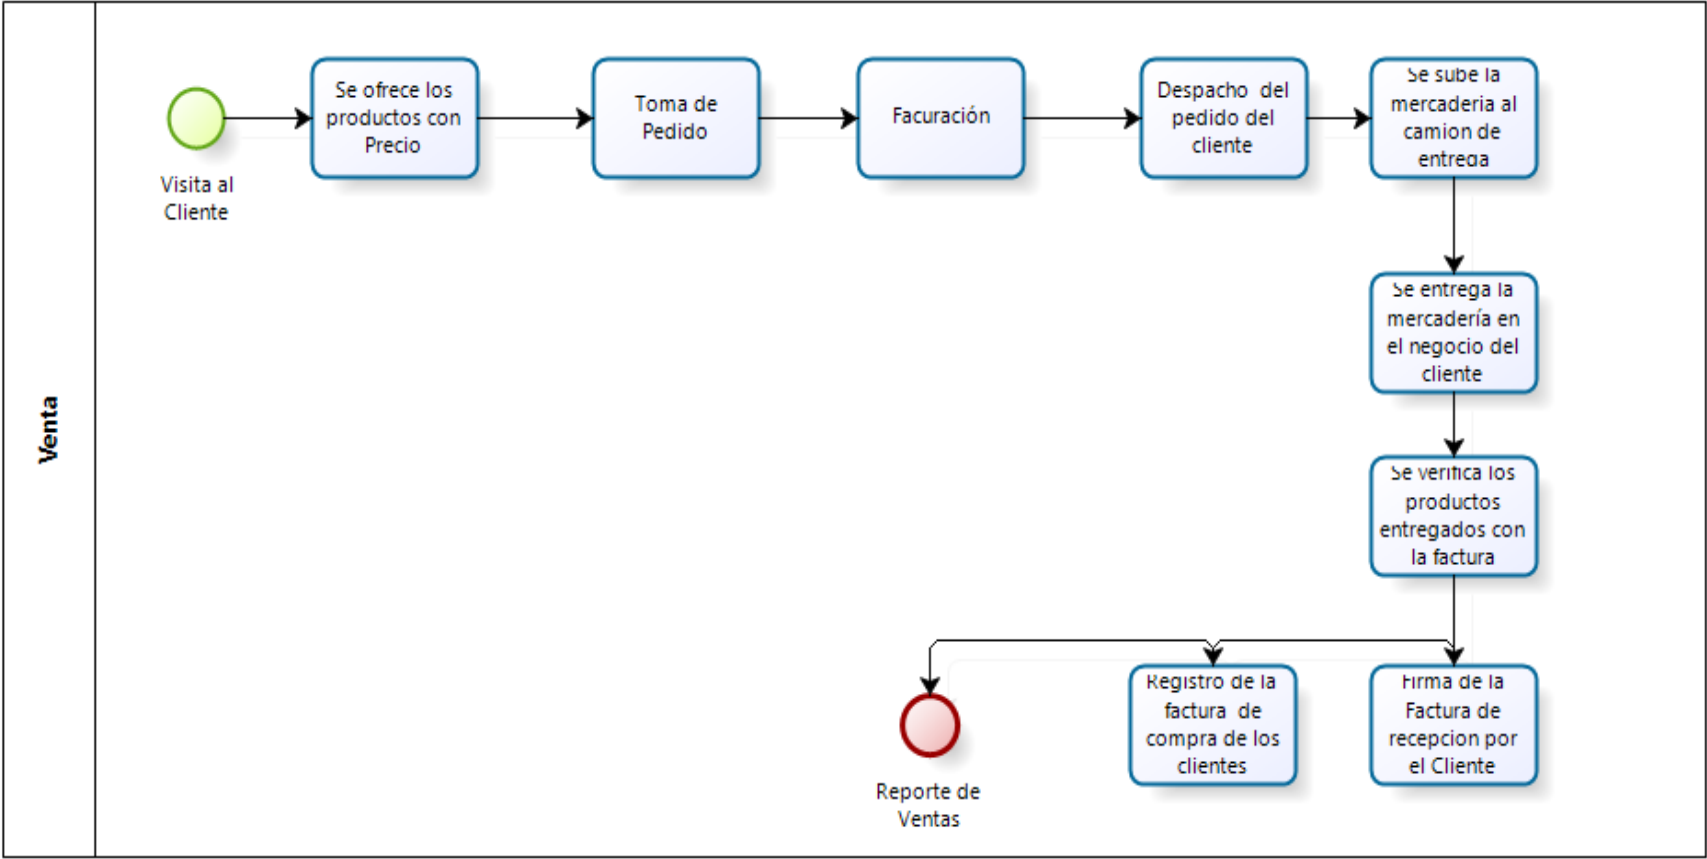 Venta
Visita al
Cliente
Se ofrece los
productos con
Precio
Toma de
Pedido
Facuración
Despacho  del
pedido del
cliente
Se sube la
mercaderia al
camion de
entrega
Se entrega la
mercadería en
el negocio del
cliente
Se verifica los
productos
entregados con
la factura
Firma de la
Factura de
recepcion por
el Cliente
Registro de la
factura  de
compra de los
clientes
Reporte de
Ventas